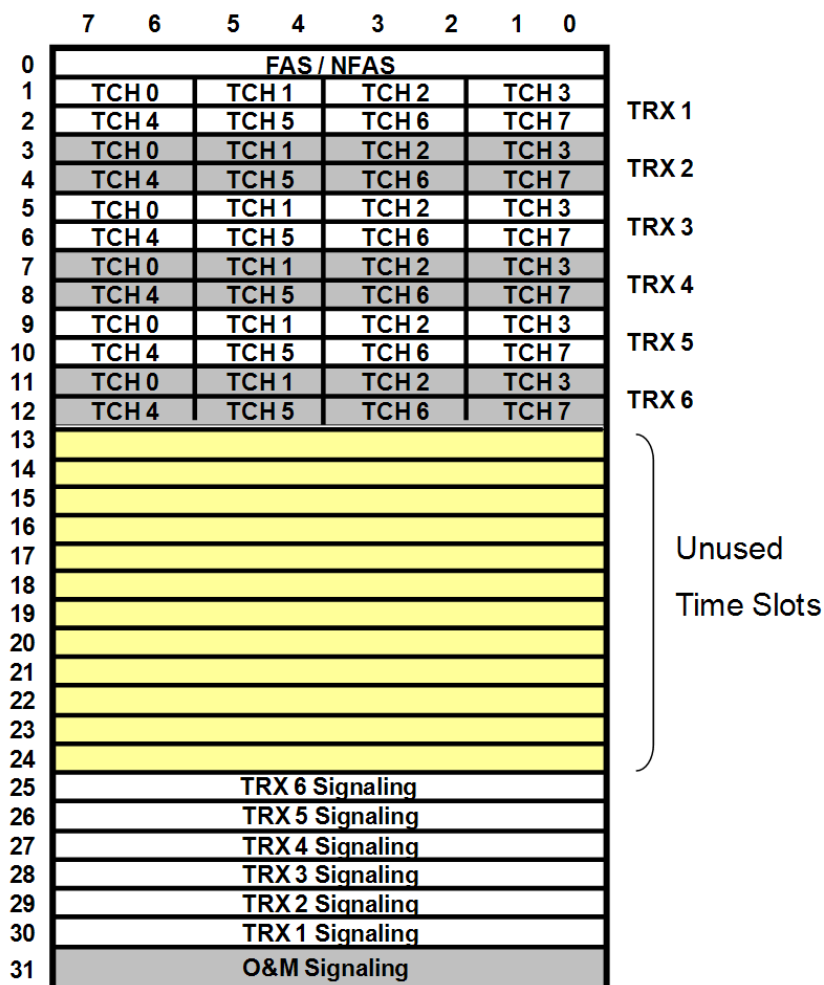 7 6 5 4 3 2 1 0
0 FAS / NFAS
1 TCH 0 TCH 1 TCH 2 TCH 3
TRX 1
2 TCH 4 TCH 5 TCH 6 TCH 7
3 TCH 0 TCH 1 TCH 2 TCH 3
TRX 2
4 TCH 4 TCH 5 TCH 6 TCH 7
5 TCH 0 TCH 1 TCH 2 TCH 3
TRX 3
6 TCH 4 TCH 5 TCH 6 TCH 7
7 TCH 0 TCH 1 TCH 2 TCH 3
TRX 4
8 TCH 4 TCH 5 TCH 6 TCH 7
9 TCH 0 TCH 1 TCH 2 TCH 3
TRX 5
10 TCH 4 TCH 5 TCH 6 TCH 7
11 TCH 0 TCH 1 TCH 2 TCH 3
TRX 6
12 TCH 4 TCH 5 TCH 6 TCH 7
13
14
15
16
17
18
19
20
21
22
23
24
Unused
Time Slots
25 TRX 6 Signaling
26 TRX 5 Signaling
27 TRX 4 Signaling
28 TRX 3 Signaling
29 TRX 2 Signaling
30 TRX 1 Signaling
31 O&M Signaling